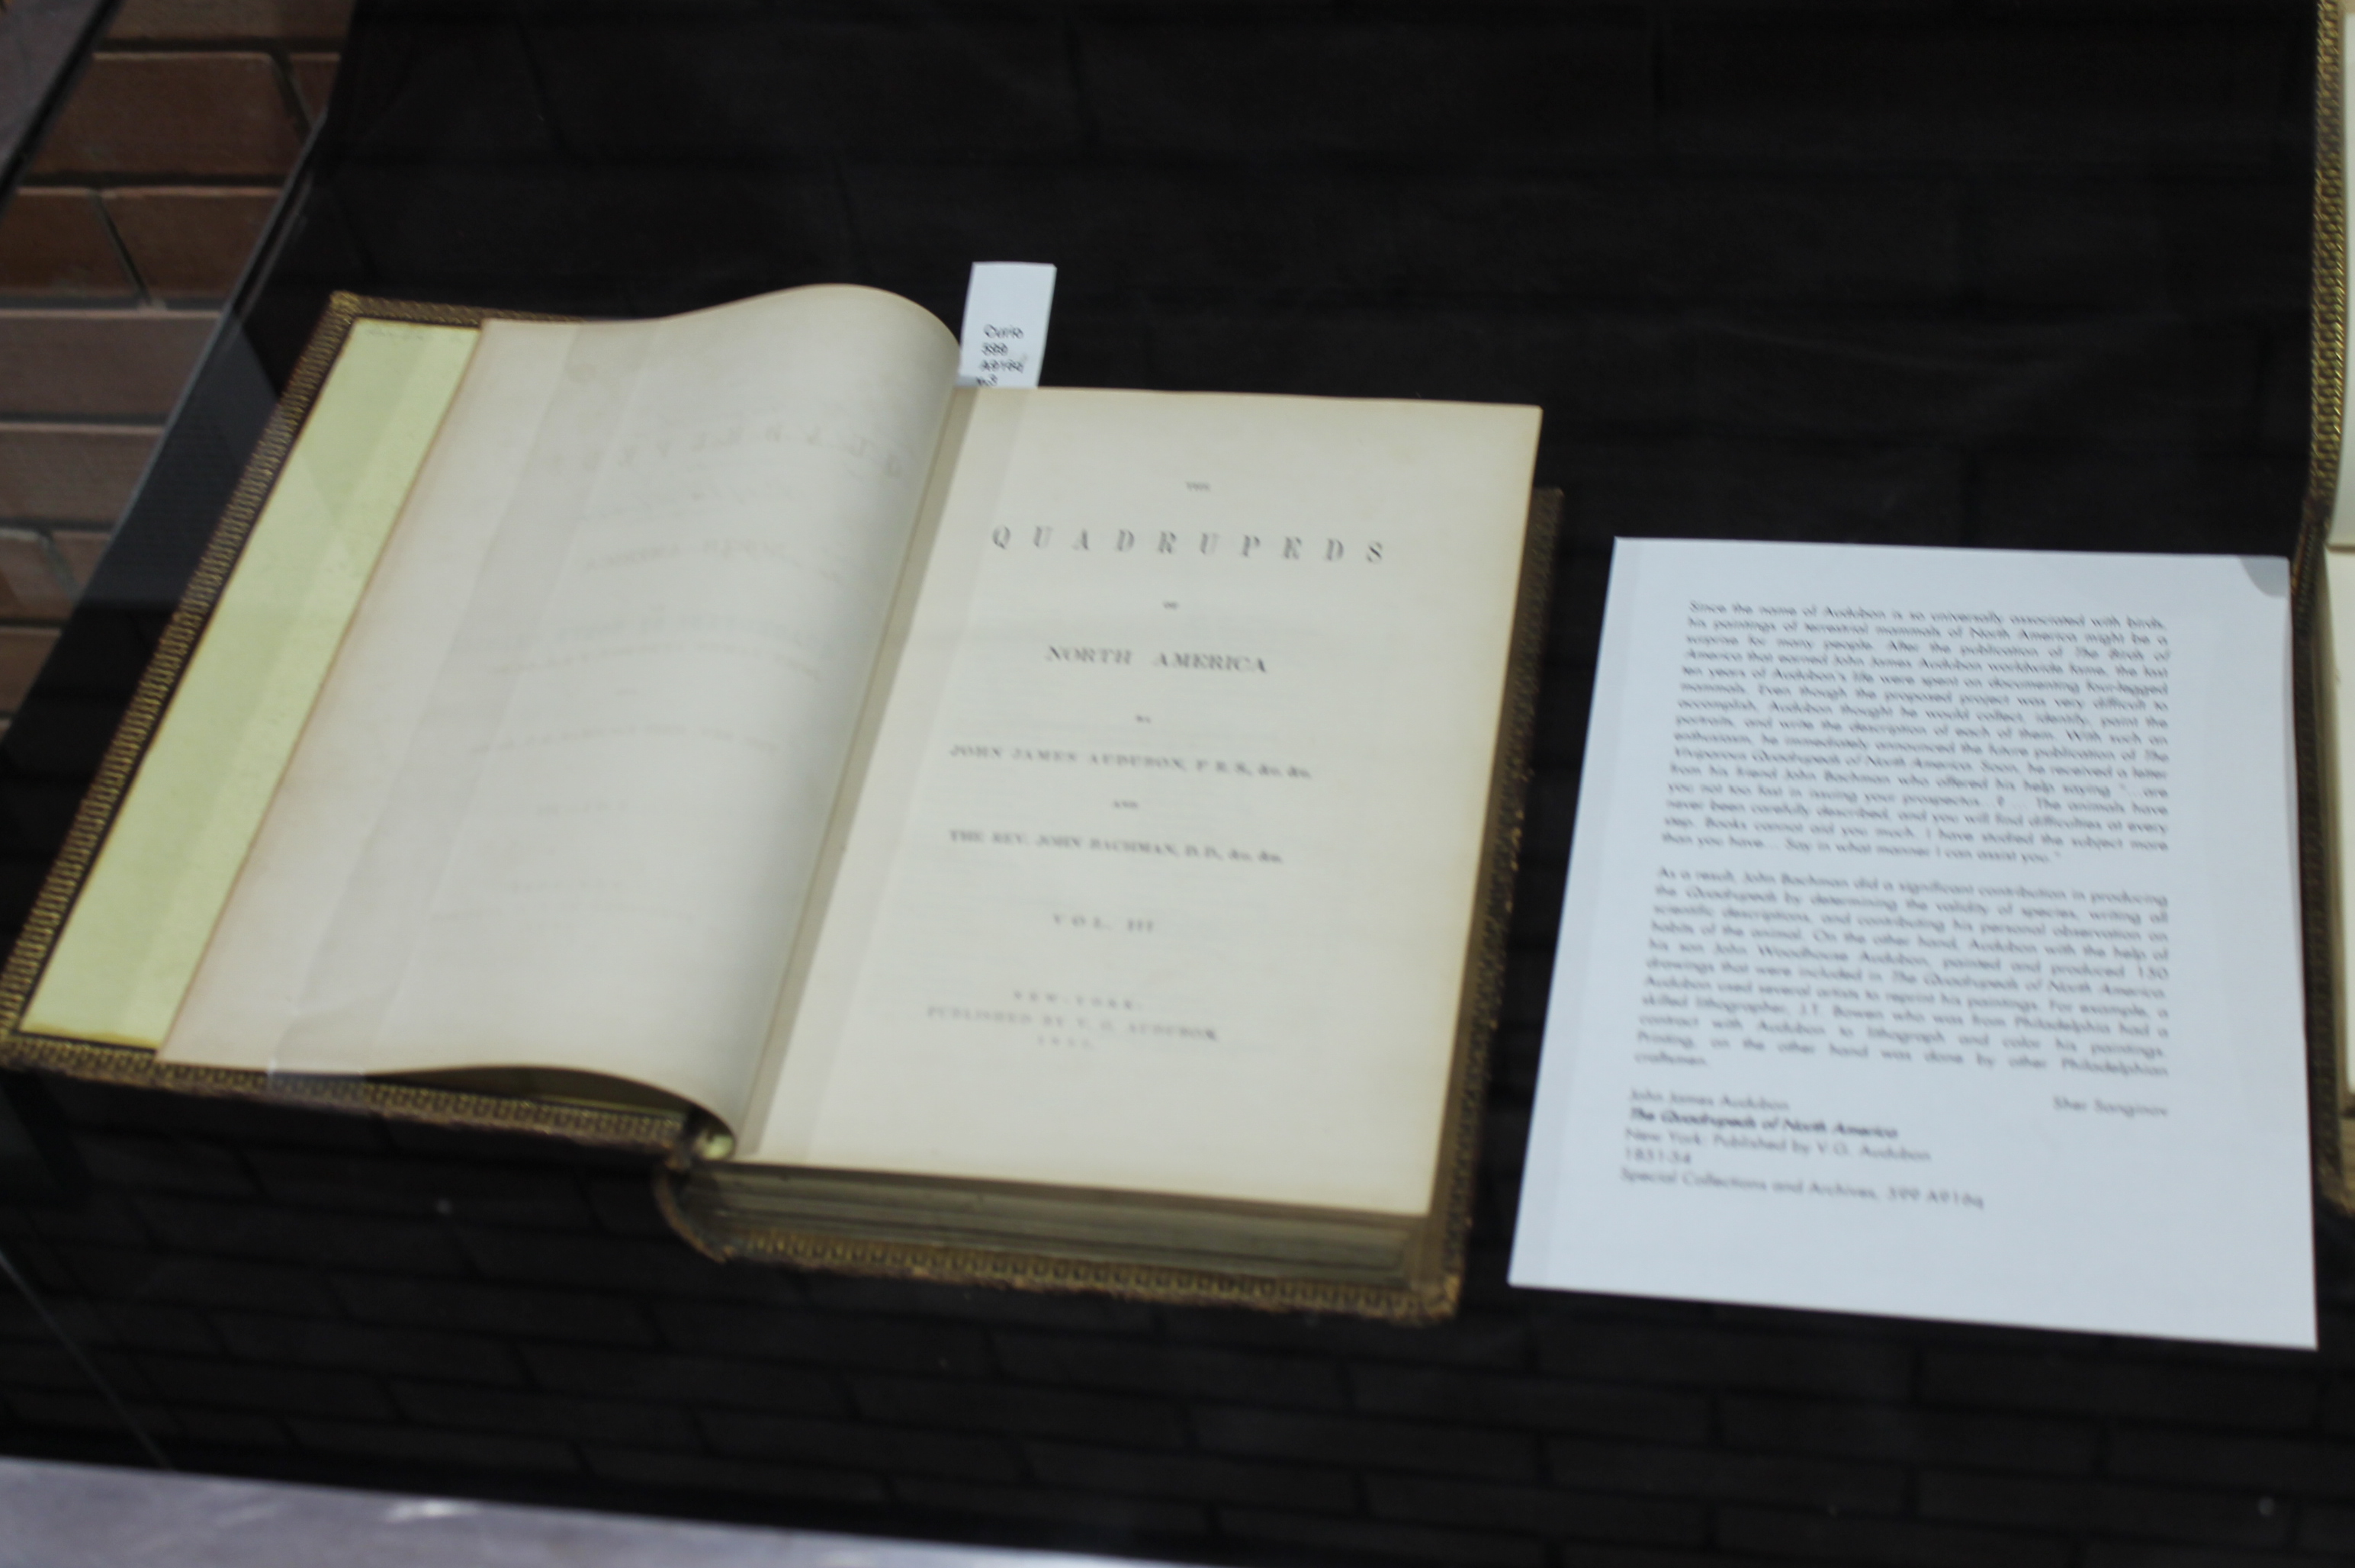 Curio
599
A916q
v.3
THE
QUADRUPEDS
OF
NORTH AMERICA
BY
JOHN JAMES AUDUBON, F. R. S., &c. &c.
AND
THE REV. JOHN BACHMAN, D. D., &c. &c.
VOL. III
NEW-YORK:
PUBLISHED BY V. G. AUDUBON,
Since the name of Audubon is so universally associated with birds,
his paintings of terrestrial mammals of North America might be a
surprise for many people. After the publication of The Birds of
America that earned John James Audubon worldwide fame, the last
ten years of Audubon's life were spent on documenting four-legged
mammals. Even though the proposed project was very difficult to
accomplish, Audubon thought he would collect, identify, paint the
portraits, and write the description of each of them. With such an
enthusiasm, he immediately announced the future publication of The
Viviparous Quadrupeds of North America. Soon, he received a letter
from his friend John Bachman who offered his help saying "...are
you not too fast in issuing your prospectus...? ... The animals have
never been carefully described, and you will find difficulties at every
step. Books cannot aid you much. I have studied the subject more
than you have... Say in what manner I can assist you."
As a result, John Bachman did a significant contribution in producing
the Quadrupeds by determining the validity of species, writing all
scientific descriptions, and contributing his personal observation on
habits of the animal. On the other hand, Audubon with the help of
his son John Woodhouse Audubon, painted and produced 150
drawings that were included in The Quadrupeds of North America.
Audubon used several artists to reprint his paintings. For example, a
skilled lithographer, J.T. Bowen who was from Philadelphia had a
contract with Audubon to lithograph and color his paintings.
Printing, on the other hand was done by other Philadelphian
craftsmen.
John James Audubon
Sher Sanginov
The Quadrupeds of North America
New York: Published by V.G. Audubon
1851-54
Special Collections and Archives, 599 A916q